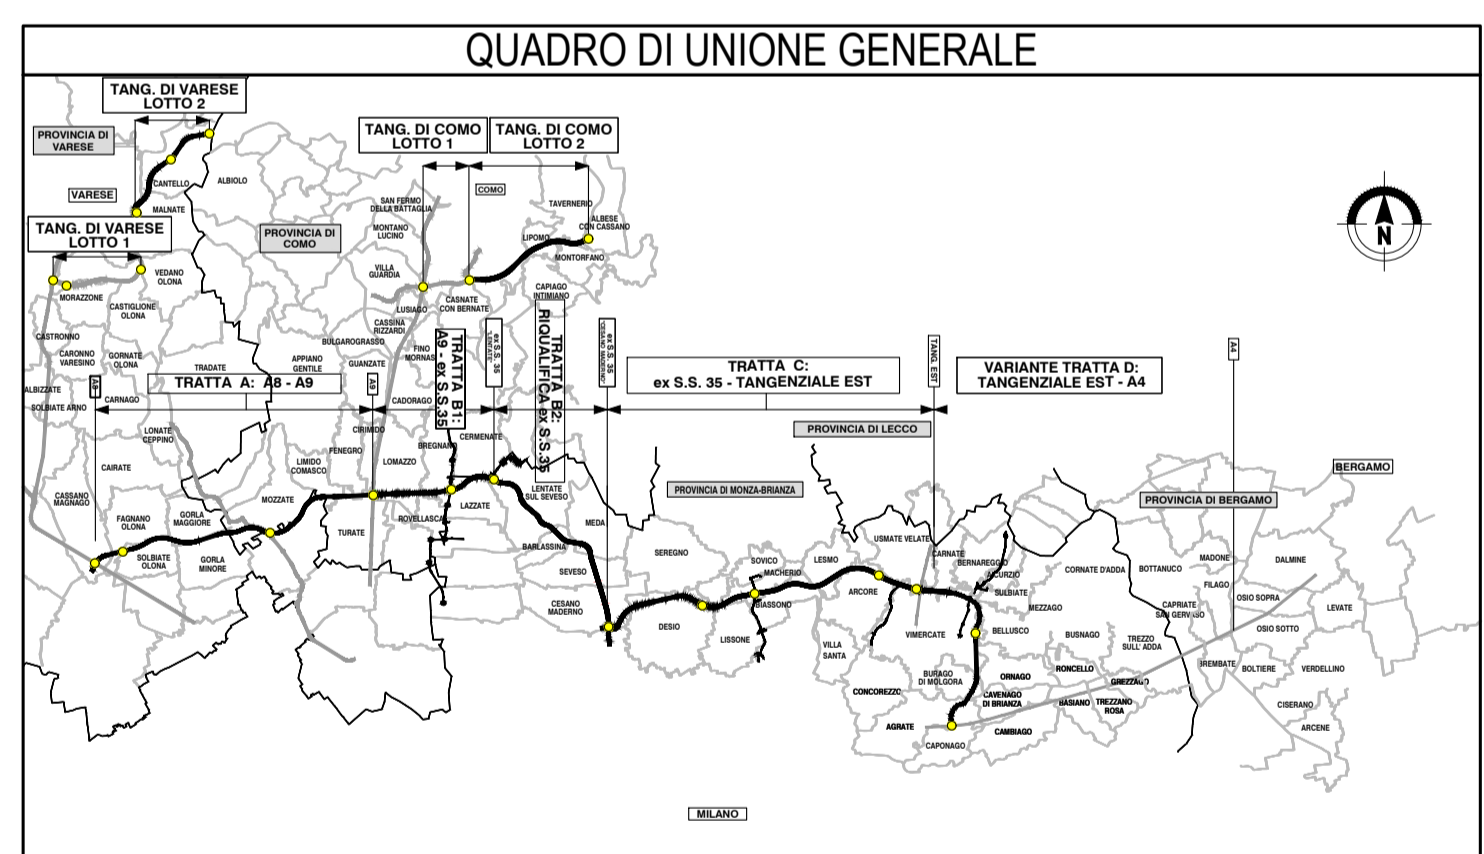 QUADRO DI UNIONE GENERALE
TANG. DI VARESE
LOTTO 2
PROVINCIA DI
VARESE
TANG. DI COMO
LOTTO 1
TANG. DI COMO
LOTTO 2
CANTELLO
ALBIOLO
VARESE
MALNATE
COMO
SAN FERMO
DELLA BATTAGLIA
TAVERNERIO
ALBESE
CON CASSANO
TANG. DI VARESE
LOTTO 1
PROVINCIA DI
COMO
MONTANO
LUCINO
LIPOMO
MONTORFANO
N
VEDANO
OLONA
VILLA
GUARDIA
CAPIAGO
INTIMIANO
MORAZZONE
CASTIGLIONE
OLONA
LUSIAGO
CASNATE
CON BERNATE
CASSINA
RIZZARDI
CASTRONNO
BULGAROGRASSO
CARONNO
VARESINO
GORNATE
OLONA
TRADATE
APPIANO
GENTILE
GUANZATE
FINO
MORNAS
TRATTA B1:
A9 - ex S.S.35
ex S.S. 35
"LENTATE"
TRATTA B2:
RIQUALIFICA ex S.S.35
ex S.S. 35
"CESANO MADERNO"
TRATTA C:
ex S.S. 35 - TANGENZIALE EST
TANG. EST
VARIANTE TRATTA D:
TANGENZIALE EST - A4
A4
ALBIZZATE
A8
TRATTA A: A8 - A9
A9
SOLBIATE ARNO
CARNAGO
CADORAGO
LONATE
CEPPINO
CIRIMIDO
BREGNANO
CERMENATE
PROVINCIA DI LECCO
FENEGRO
CAIRATE
LIMIDO
COMASCO
LOMAZZO
BERGAMO
CASSANO
MAGNAGO
MOZZATE
LENTATE
SUL SEVESO
PROVINCIA DI MONZA-BRIANZA
PROVINCIA DI BERGAMO
FAGNANO
OLONA
GORLA
MAGGIORE
TURATE
ROVELLASCA
LAZZATE
MEDA
SOLBIATE
OLONA
GORLA
MINORE
BARLASSINA
SEVESO
SEREGNO
SOVICO
MACHERIO
LESMO
USMATE VELATE
CARNATE
BERNAREGGIO
CORNATE D'ADDA
BOTTANUCO
MADONE
DALMINE
FILAGO
CESANO
MADERNO
BIASSONO
ARCORE
SULBIATE
MEZZAGO
CAPRIATE
SAN GERVASO
OSIO SOPRA
LEVATE
DESIO
LISSONE
VILLA
SANTA
VIMERCATE
BELLUSCO
BUSNAGO
TREZZO
SULL' ADDA
OSIO SOTTO
CONCOREZZO
BURAGO
DI MOLGORA
ORNAGO
RONCELLO
GREZZAGO
BREMBATE
BOLTIERE
VERDELLINO
CAVENAGO
DI BRIANZA
BASIANO
TREZZANO
ROSA
CISERANO
AGRATE
CAMBIAGO
ARCENE
CAPONAGO
MILANO